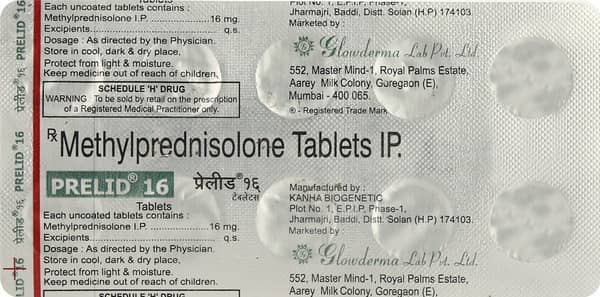 Each uncoated tablets contains :
Methylprednisolone I.P. ............... 16 mg.
Excipients ............... q.s.
Dosage : As directed by the Physician.
Store in cool, dark & dry place,
Protect from light & moisture.
Keep medicine out of reach of children.
SCHEDULE 'H' DRUG
WARNING : To be sold by retail on the prescription
of a Registered Medical Practitioner only.
Plot No. 1, E.P.I.P, Phase-1,
Jharmajri, Baddi, Distt. Solan (H.P) 174103.
Marketed by :
Glowderma Lab Pvt. Ltd.
552, Master Mind-1, Royal Palms Estate,
Aarey Milk Colony, Goregaon (E),
Mumbai - 400 065.
® - Registered Trade Mark
Rx Methylprednisolone Tablets IP.
PRELID® 16 प्रेलीड® १६
टॅबलेटस
Tablets
Each uncoated tablets contains :
Methylprednisolone I.P. ............... 16 mg.
Excipients ............... q.s.
Dosage : As directed by the Physician.
Store in cool, dark & dry place,
Protect from light & moisture.
Keep medicine out of reach of children.
SCHEDULE 'H' DRUG
Manufactured by :
KANHA BIOGENETIC
Plot No. 1, E.P.I.P, Phase-1,
Jharmajri, Baddi, Distt. Solan (H.P) 174103.
Marketed by :
Glowderma Lab Pvt. Ltd.
552, Master Mind-1, Royal Palms Estate,
Aarey Milk Colony, Goregaon (E),
प्रेलीड® १६ PRELID® 16
प्रेलीड® १६ PRELID® 16